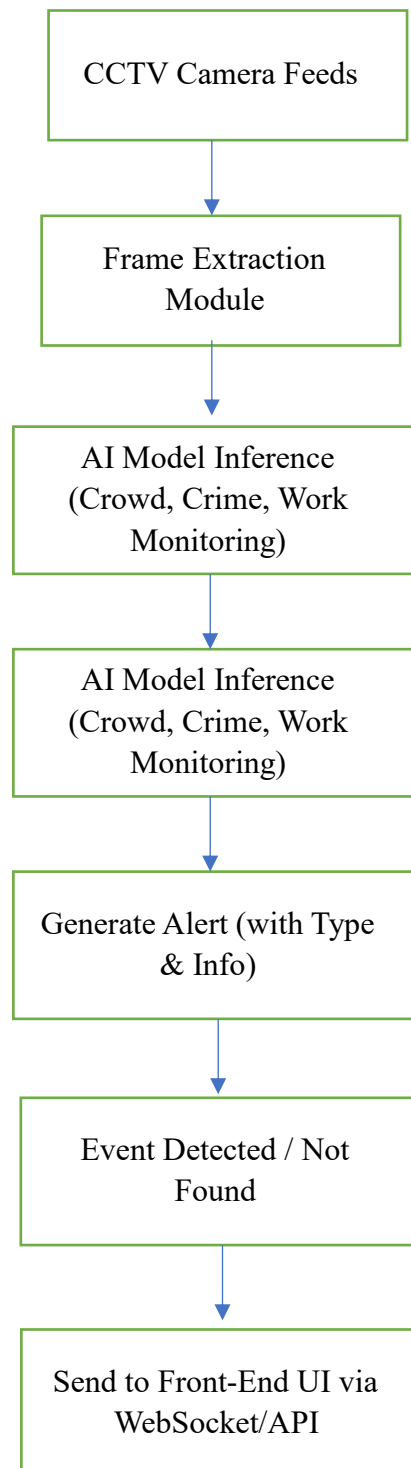 CCTV Camera Feeds
Frame Extraction
Module
AI Model Inference
(Crowd, Crime, Work
Monitoring)
AI Model Inference
(Crowd, Crime, Work
Monitoring)
Generate Alert (with Type
& Info)
Event Detected / Not
Found
Send to Front-End UI via
WebSocket/API